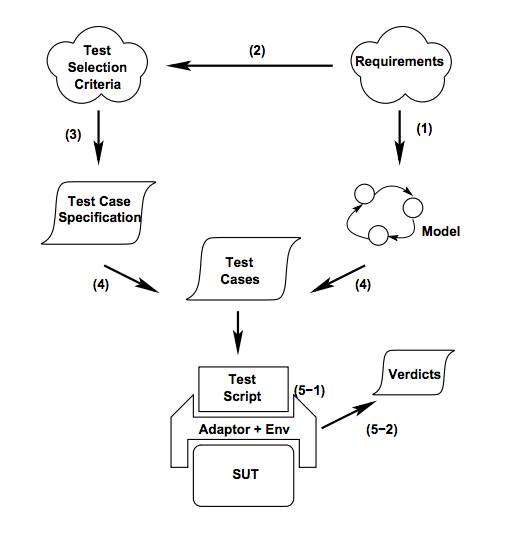 Test
Selection
Criteria
(2)
Requirements
(3)
(1)
Test Case
Specification
Model
(4)
Test
Cases
(4)
Test
Script
(5−1)
Verdicts
Adaptor + Env
(5−2)
SUT